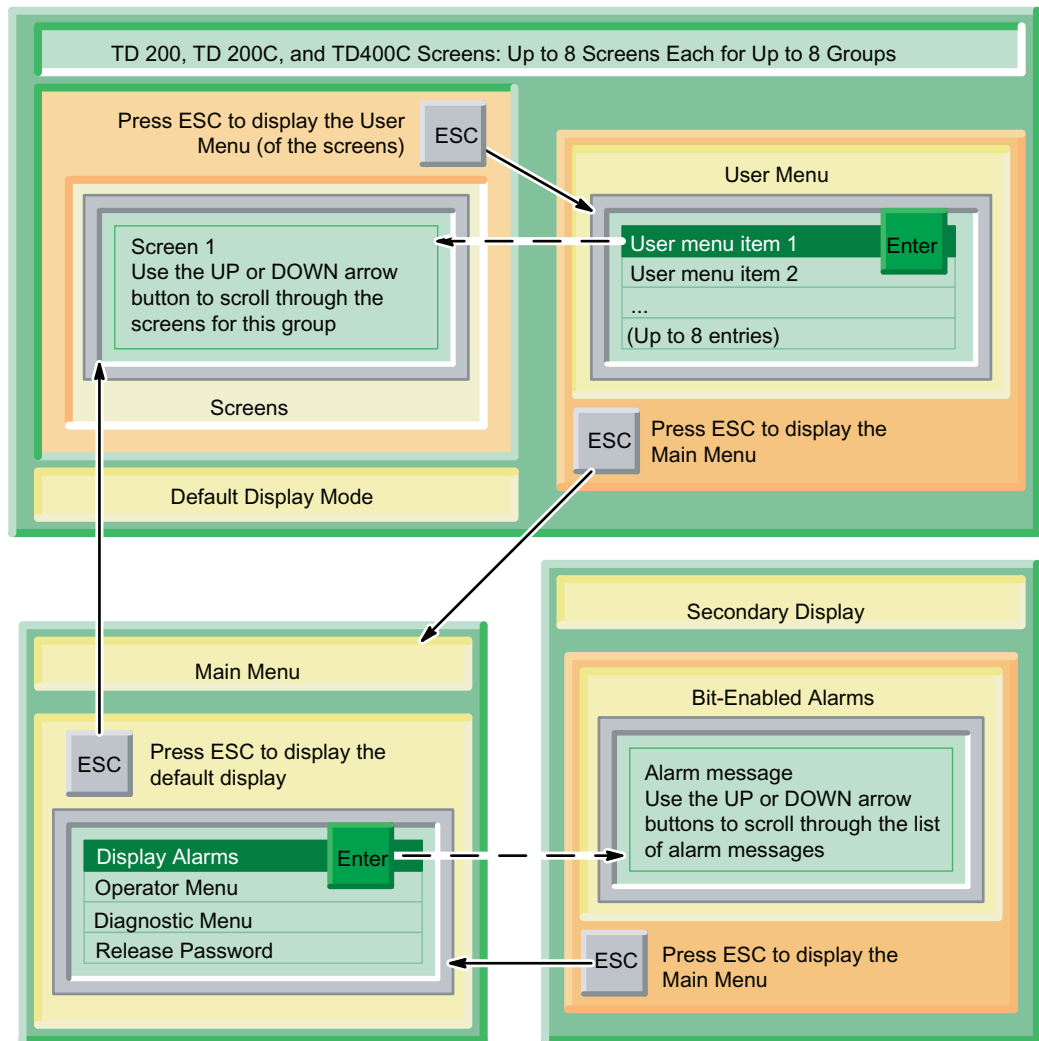 TD 200, TD 200C, and TD400C Screens: Up to 8 Screens Each for Up to 8 Groups
Press ESC to display the User
Menu (of the screens)
ESC
Screen 1
Use the UP or DOWN arrow
button to scroll through the
screens for this group
Screens
Default Display Mode
User Menu
User menu item 1
Enter
User menu item 2
...
(Up to 8 entries)
ESC
Press ESC to display the
Main Menu
Main Menu
ESC
Press ESC to display the
default display
Display Alarms
Enter
Operator Menu
Diagnostic Menu
Release Password
Secondary Display
Bit-Enabled Alarms
Alarm message
Use the UP or DOWN arrow
buttons to scroll through the list
of alarm messages
ESC
Press ESC to display the
Main Menu